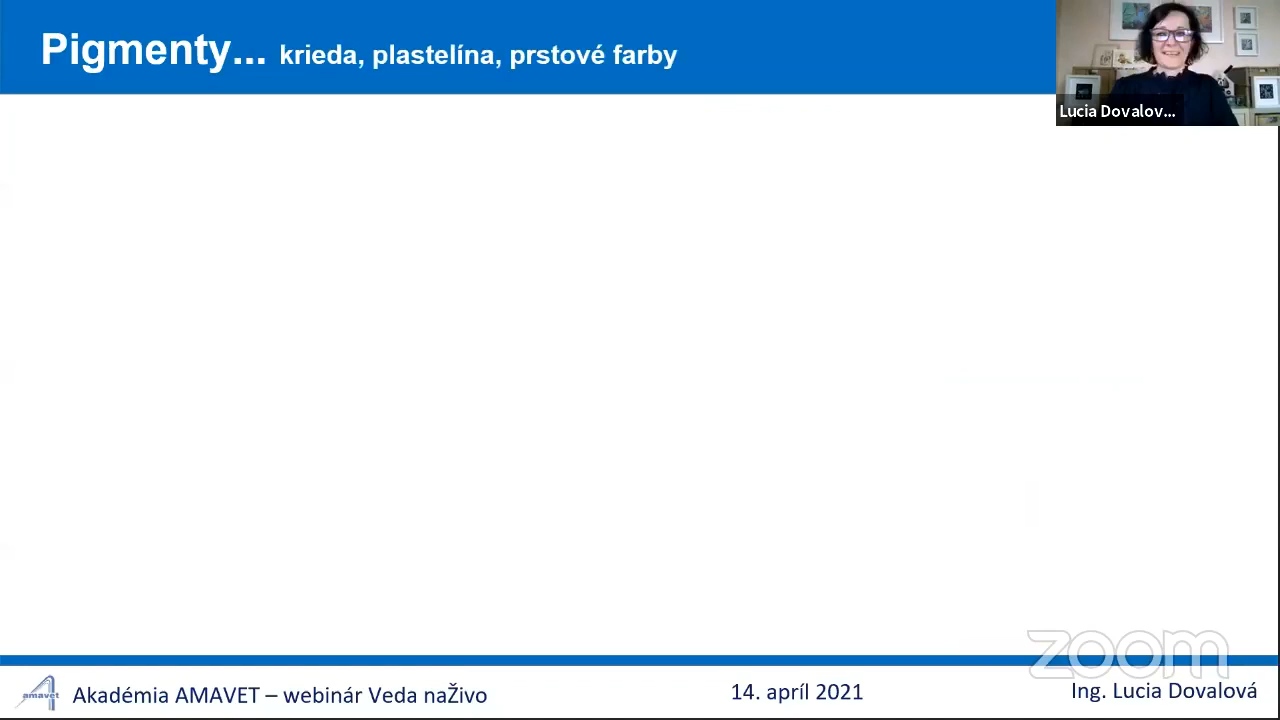 Pigmenty... krieda, plastelína, prstové farby
Lucia Dovalov...
zoom
amavet
Akadémia AMAVET – webinár Veda naŽivo
14. apríl 2021
Ing. Lucia Dovalová